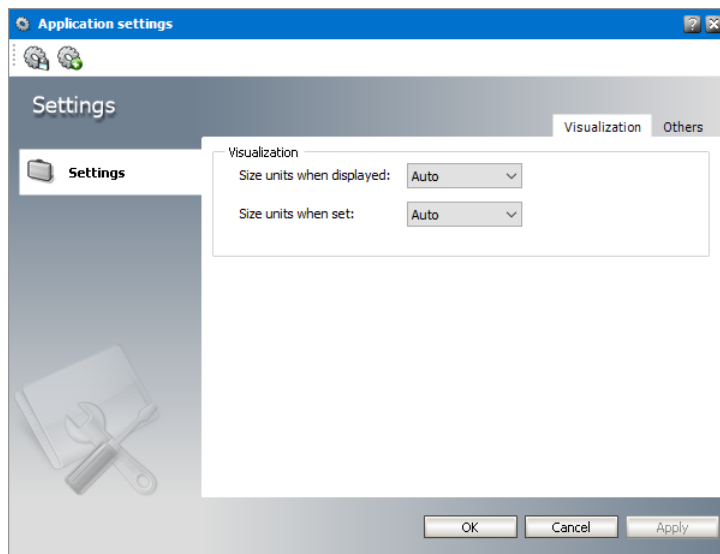 Application settings
Settings
Visualization Others
Settings
Visualization
Size units when displayed: Auto
Size units when set: Auto
OK Cancel Apply